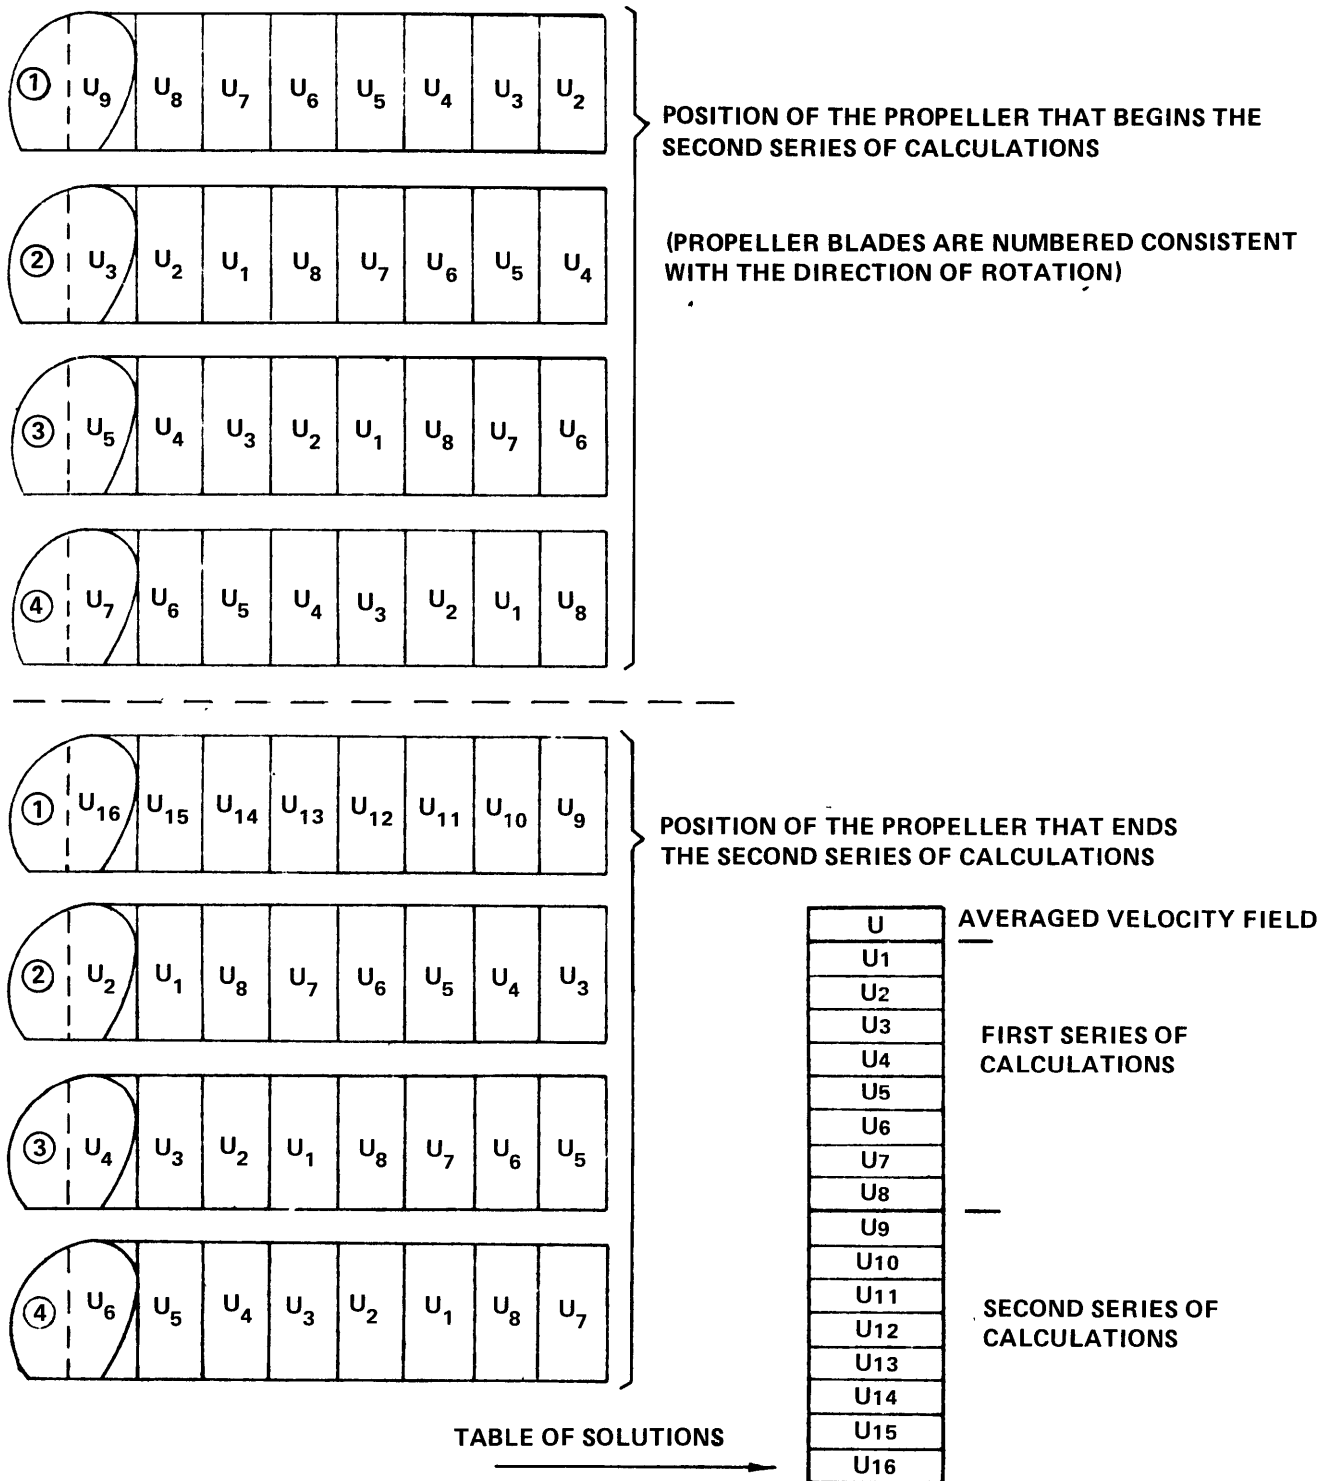 ① U9 U8 U7 U6 U5 U4 U3 U2
POSITION OF THE PROPELLER THAT BEGINS THE
SECOND SERIES OF CALCULATIONS
② U3 U2 U1 U8 U7 U6 U5 U4
(PROPELLER BLADES ARE NUMBERED CONSISTENT
WITH THE DIRECTION OF ROTATION)
③ U5 U4 U3 U2 U1 U8 U7 U6
④ U7 U6 U5 U4 U3 U2 U1 U8
① U16 U15 U14 U13 U12 U11 U10 U9
POSITION OF THE PROPELLER THAT ENDS
THE SECOND SERIES OF CALCULATIONS
② U2 U1 U8 U7 U6 U5 U4 U3
③ U4 U3 U2 U1 U8 U7 U6 U5
④ U6 U5 U4 U3 U2 U1 U8 U7
U
AVERAGED VELOCITY FIELD
U1
U2
U3
U4
U5
U6
U7
U8
FIRST SERIES OF
CALCULATIONS
U9
U10
U11
U12
U13
U14
U15
U16
SECOND SERIES OF
CALCULATIONS
TABLE OF SOLUTIONS